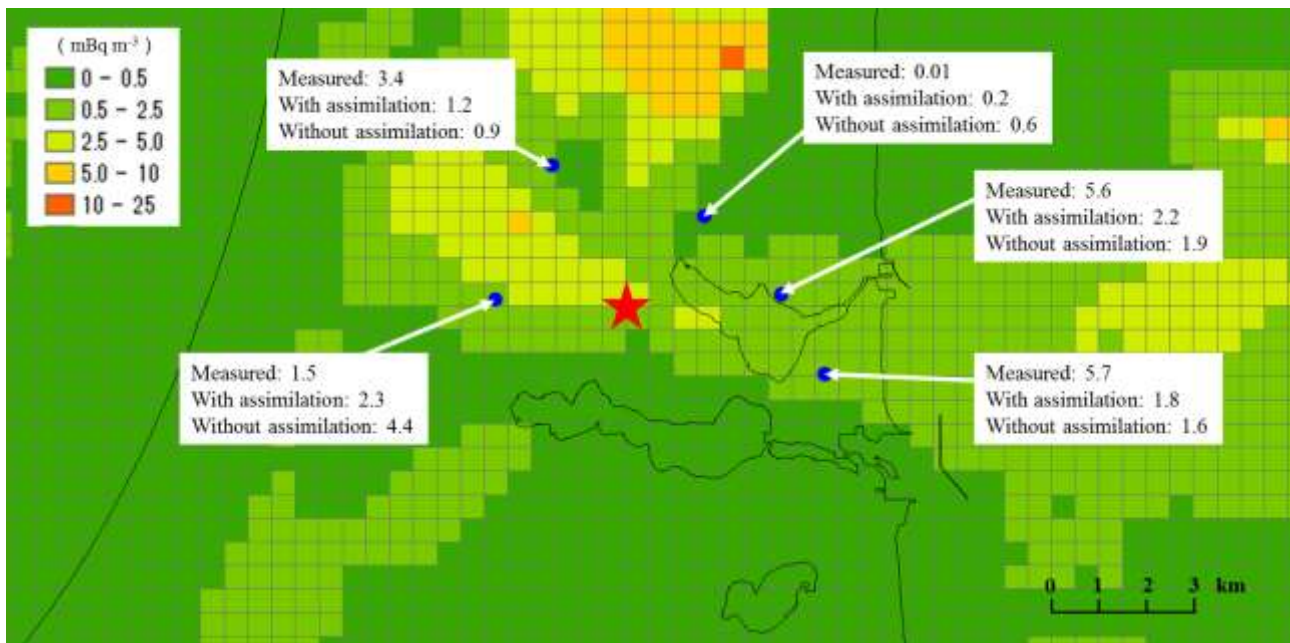 ( mBq m⁻³ )
0 – 0.5
0.5 – 2.5
2.5 – 5.0
5.0 – 10
10 – 25
Measured: 3.4
With assimilation: 1.2
Without assimilation: 0.9
Measured: 0.01
With assimilation: 0.2
Without assimilation: 0.6
Measured: 5.6
With assimilation: 2.2
Without assimilation: 1.9
Measured: 1.5
With assimilation: 2.3
Without assimilation: 4.4
Measured: 5.7
With assimilation: 1.8
Without assimilation: 1.6
0 1 2 3 km